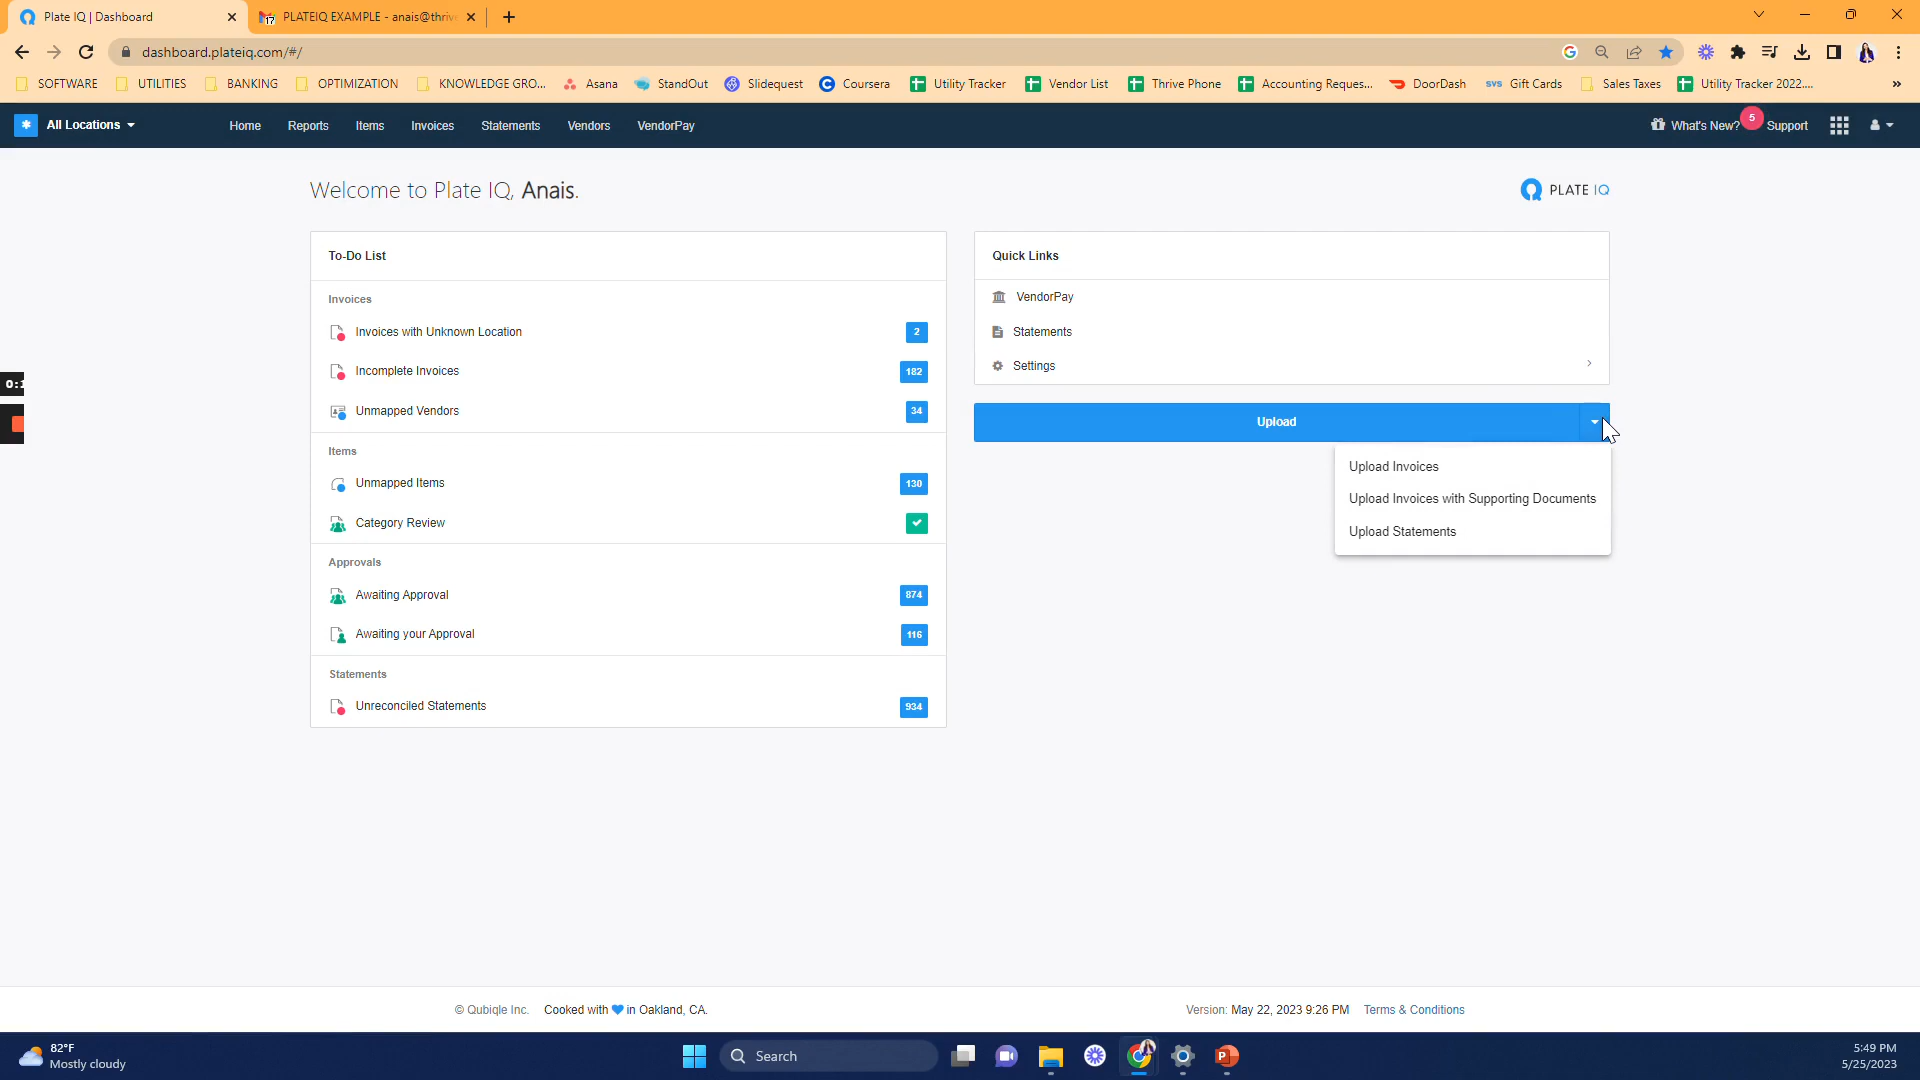 Plate IQ | Dashboard
17 PLATEIQ EXAMPLE - anais@thrive
dashboard.plateiq.com/#/
SOFTWARE UTILITIES BANKING OPTIMIZATION KNOWLEDGE GRO... Asana StandOut Slidequest Coursera Utility Tracker Vendor List Thrive Phone Accounting Reques... DoorDash svs Gift Cards Sales Taxes Utility Tracker 2022.... »
All Locations Home Reports Items Invoices Statements Vendors VendorPay What's New? 5 Support
Welcome to Plate IQ, Anais.
PLATE IQ
To-Do List
Invoices
Invoices with Unknown Location 2
Incomplete Invoices 182
Unmapped Vendors 34
Items
Unmapped Items 130
Category Review
Approvals
Awaiting Approval 874
Awaiting your Approval 116
Statements
Unreconciled Statements 934
Quick Links
VendorPay
Statements
Settings
Upload
Upload Invoices
Upload Invoices with Supporting Documents
Upload Statements
© Qubiqle Inc. Cooked with in Oakland, CA.
Version: May 22, 2023 9:26 PM Terms & Conditions
82°F
Mostly cloudy
Search
5:49 PM
5/25/2023